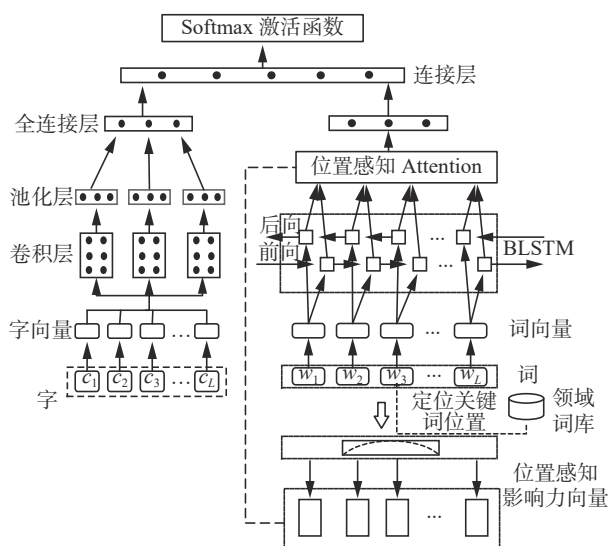 Softmax 激活函数
连接层
全连接层
位置感知 Attention
池化层
后向
前向
卷积层
...
...
BLSTM
字向量
...
...
词向量
c1 c2 c3 ... cL
字
w1 w2 w3 ... wL
词
定位关键
词位置
领域
词库
位置感知
影响力向量
...